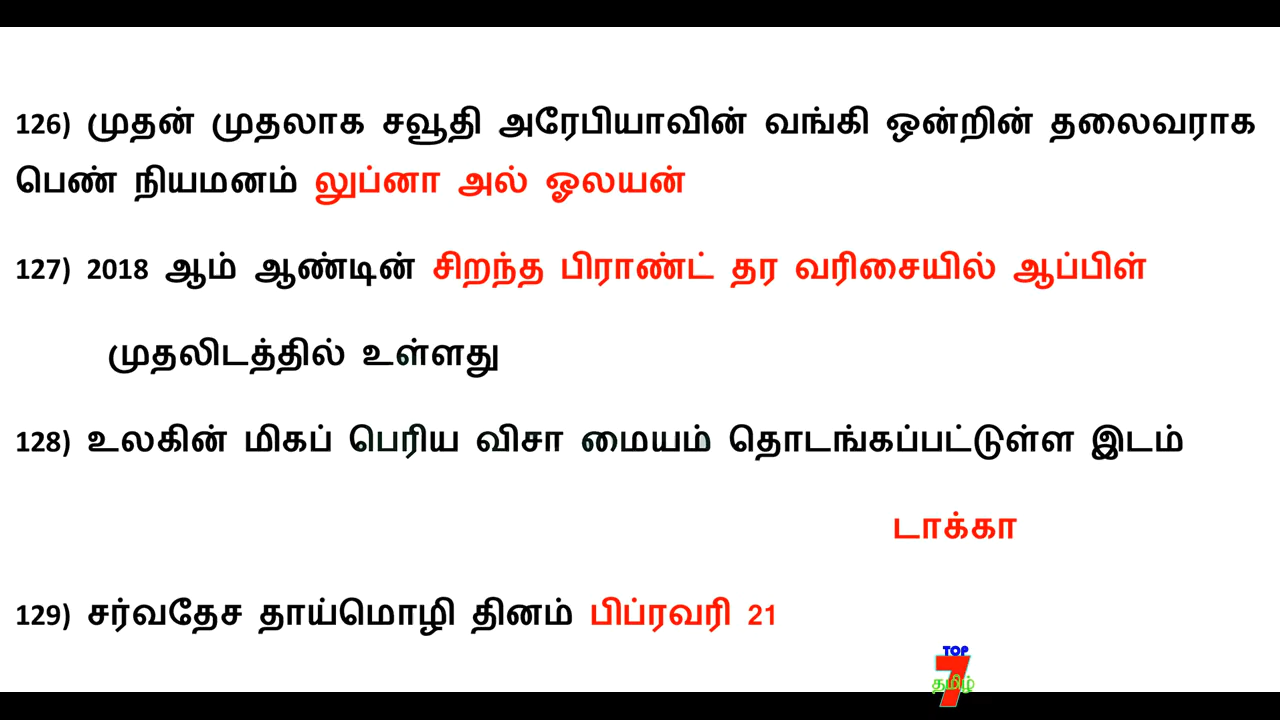 126) முதன் முதலாக சவூதி அரேபியாவின் வங்கி ஒன்றின் தலைவராக
பெண் நியமனம் லுப்னா அல் ஓலயன்
127) 2018 ஆம் ஆண்டின் சிறந்த பிராண்ட் தர வரிசையில் ஆப்பிள்
முதலிடத்தில் உள்ளது
128) உலகின் மிகப் பெரிய விசா மையம் தொடங்கப்பட்டுள்ள இடம்
டாக்கா
129) சர்வதேச தாய்மொழி தினம் பிப்ரவரி 21
TOP
7
தமிழ்